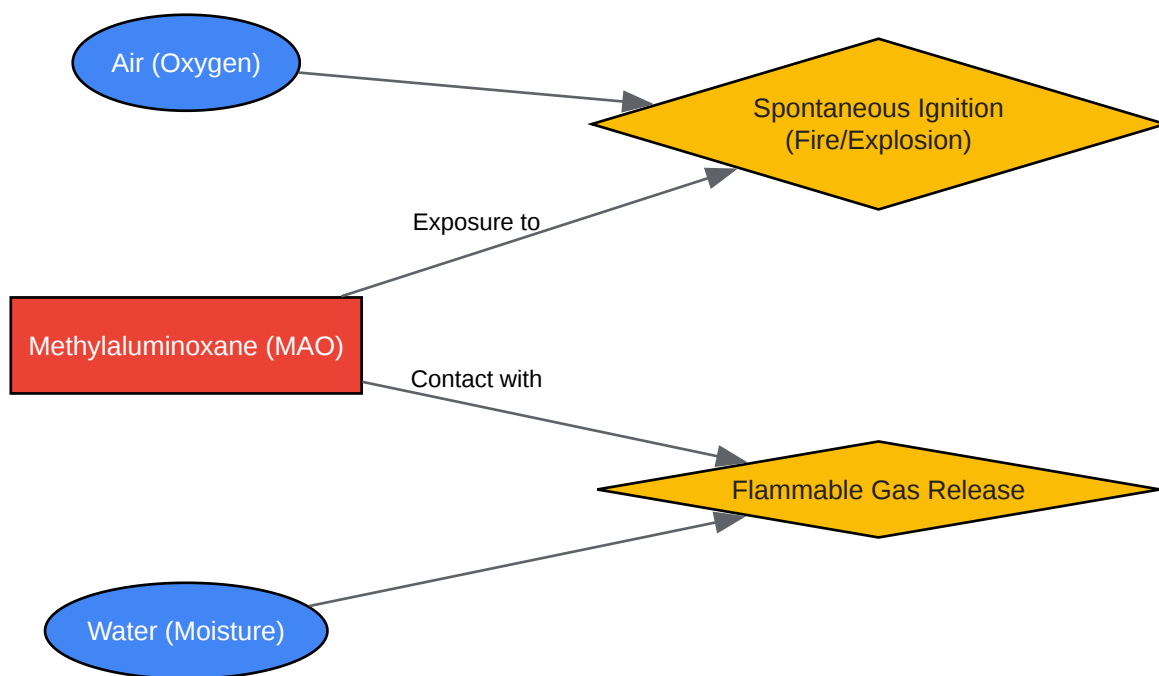 Air (Oxygen)
Spontaneous Ignition
(Fire/Explosion)
Exposure to
Methylaluminoxane (MAO)
Contact with
Flammable Gas Release
Water (Moisture)